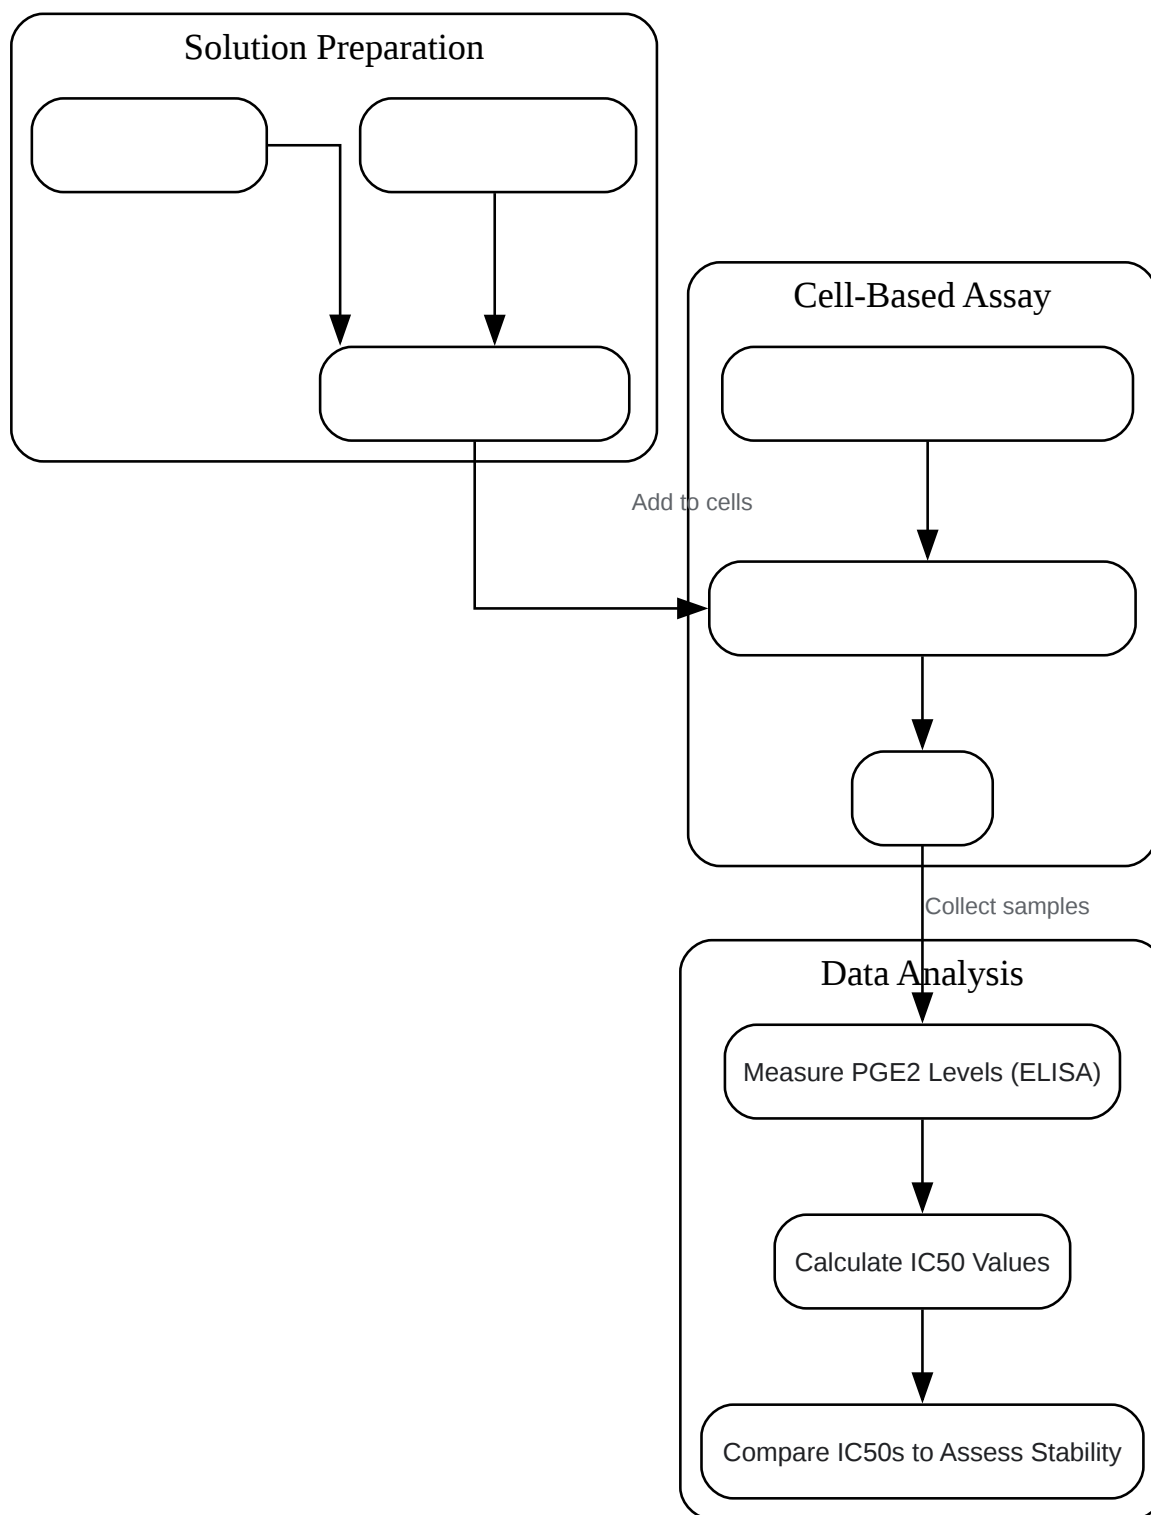 Solution Preparation
Cell-Based Assay
Add to cells
Collect samples
Data Analysis
Measure PGE2 Levels (ELISA)
Calculate IC50 Values
Compare IC50s to Assess Stability